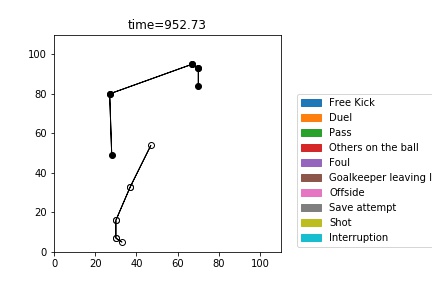 time=952.73
100
80
60
40
20
0
0 20 40 60 80 100
Free Kick
Duel
Pass
Others on the ball
Foul
Goalkeeper leaving l
Offside
Save attempt
Shot
Interruption